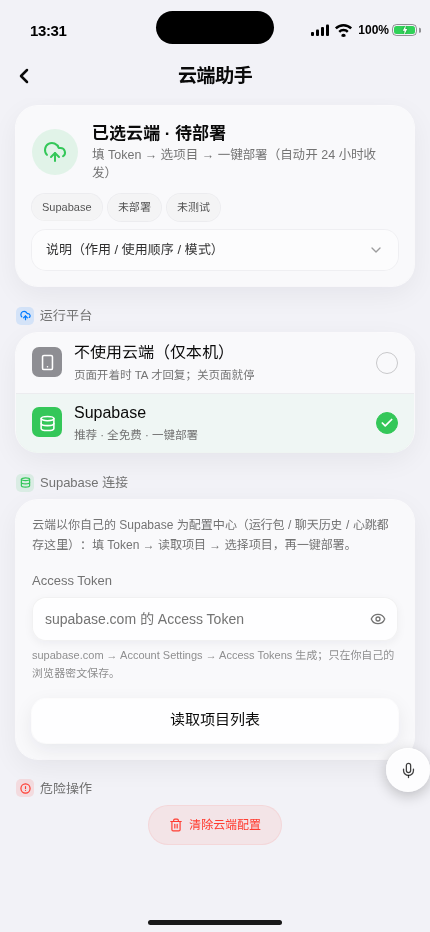 13:31
100%
云端助手
已选云端 · 待部署
填 Token → 选项目 → 一键部署（自动开 24 小时收
发）
Supabase
未部署
未测试
说明（作用 / 使用顺序 / 模式）
运行平台
不使用云端（仅本机）
页面开着时 TA 才回复；关页面就停
Supabase
推荐 · 全免费 · 一键部署
Supabase 连接
云端以你自己的 Supabase 为配置中心（运行包 / 聊天历史 / 心跳都
存这里）：填 Token → 读取项目 → 选择项目，再一键部署。
Access Token
supabase.com 的 Access Token
supabase.com → Account Settings → Access Tokens 生成；只在你自己的
浏览器密文保存。
读取项目列表
危险操作
清除云端配置